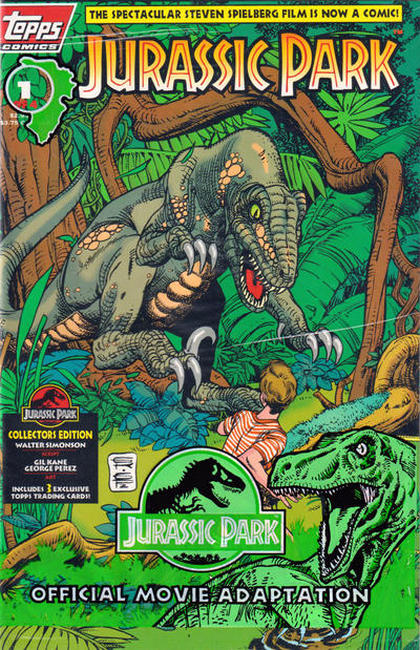 THE SPECTACULAR STEVEN SPIELBERG FILM IS NOW A COMIC!
TOPPS
COMICS
JURASSIC PARK
™
1
JURASSIC PARK
COLLECTORS EDITION
WALTER SIMONSON
SCRIPT
GIL KANE
GEORGE PEREZ
ART
INCLUDES 3 EXCLUSIVE
TOPPS TRADING CARDS!
JURASSIC PARK
OFFICIAL MOVIE ADAPTATION